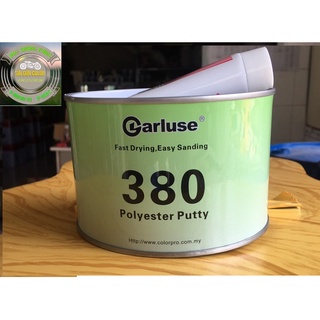 Carluse®
Fast Drying,Easy Sanding
380
Polyester Putty
Http://www.colorpro.com.my